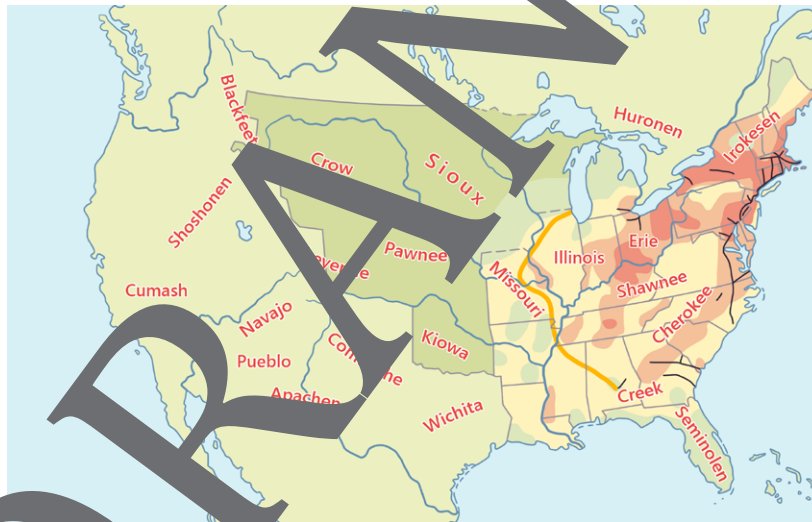 Blackfeet
Huronen
Irokesen
Crow
Sioux
Shoshonen
Erie
Pawnee
Illinois
Missouri
Shawnee
Cumash
Navajo
Cherokee
Kiowa
Pueblo
Apachen
Creek
Wichita
Seminolen
RAN